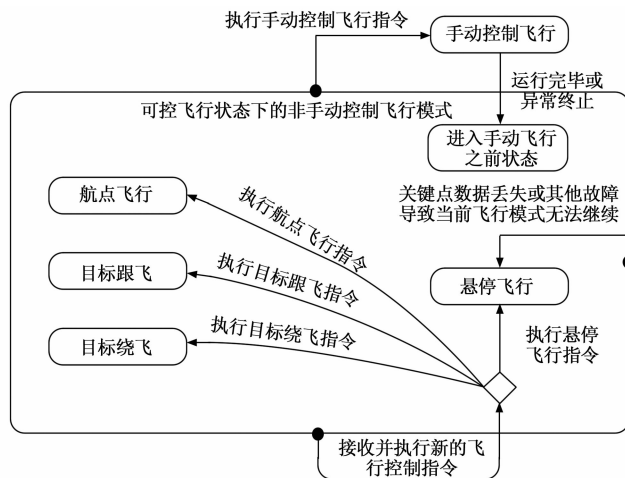 执行手动控制飞行指令
手动控制飞行
运行完毕或
异常终止
可控飞行状态下的非手动控制飞行模式
进入手动飞行
之前状态
航点飞行
关键点数据丢失或其他故障
导致当前飞行模式无法继续
执行航点飞行指令
目标跟飞
执行目标跟飞指令
悬停飞行
目标绕飞
执行目标绕飞指令
执行悬停
飞行指令
接收并执行新的飞
行控制指令